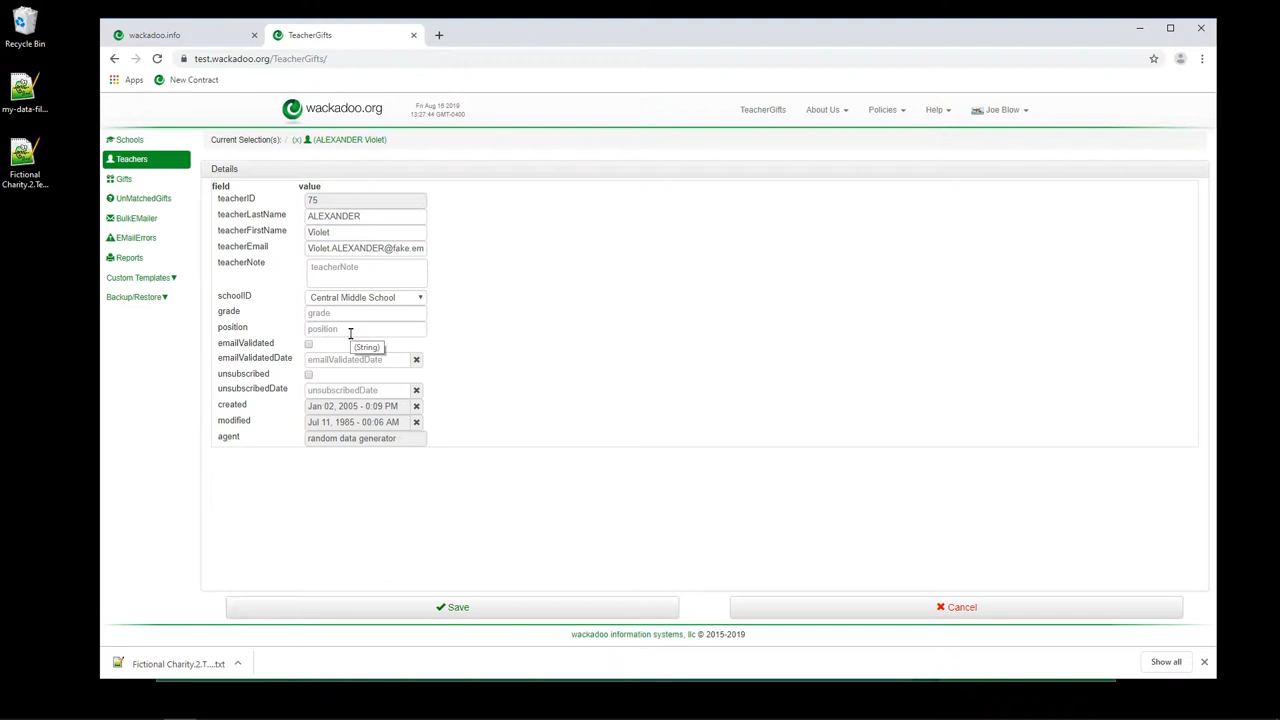 Recycle Bin
my-data-fil...
Fictional
Charity.2.Te...
wackadoo.info
TeacherGifts
test.wackadoo.org/TeacherGifts/
Apps
New Contract
wackadoo.org
Fri Aug 16 2019
13:27:44 GMT-0400
TeacherGifts
About Us
Policies
Help
Joe Blow
Schools
Teachers
Gifts
UnMatchedGifts
BulkEMailer
EMailErrors
Reports
Custom Templates
Backup/Restore
Current Selection(s): / (x) (ALEXANDER Violet)
Details
field value
teacherID 75
teacherLastName ALEXANDER
teacherFirstName Violet
teacherEmail Violet.ALEXANDER@fake.em
teacherNote teacherNote
schoolID Central Middle School
grade grade
position position
emailValidated
(String)
emailValidatedDate emailValidatedDate
unsubscribed
unsubscribedDate unsubscribedDate
created Jan 02, 2005 - 0:09 PM
modified Jul 11, 1985 - 00:06 AM
agent random data generator
Save
Cancel
wackadoo information systems, llc © 2015-2019
Fictional Charity.2.T....txt
Show all